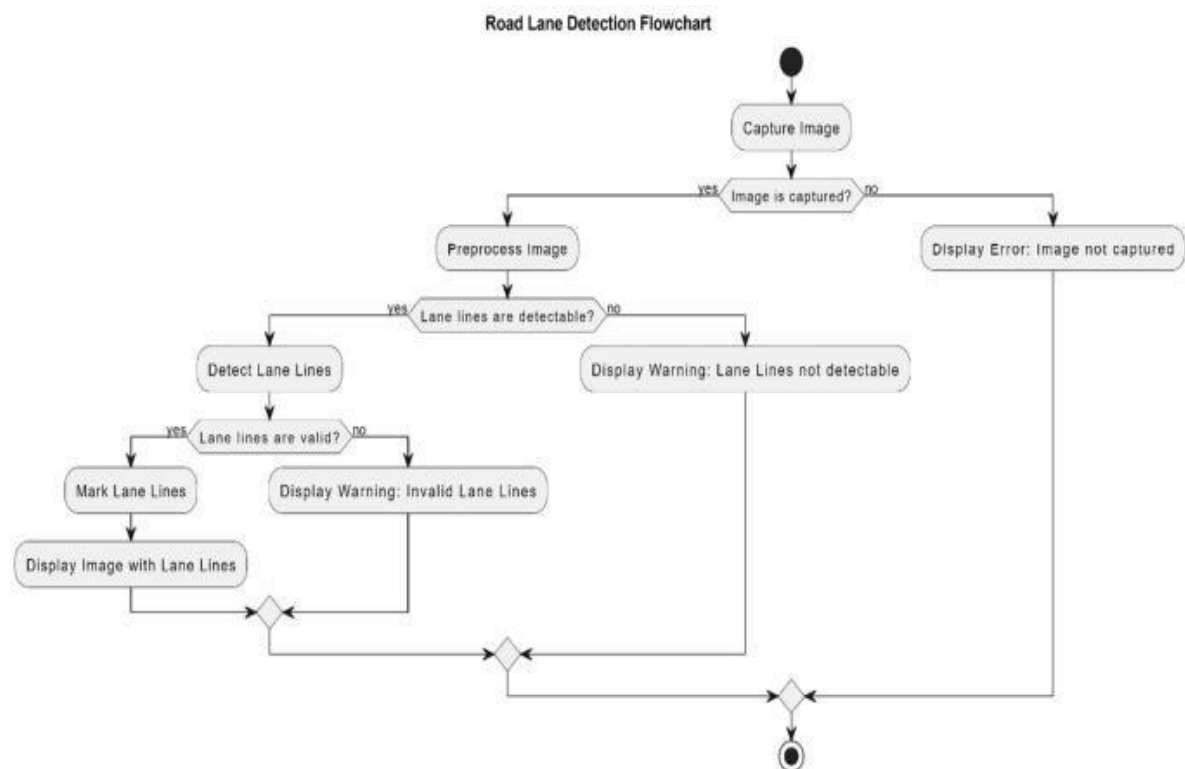 Road Lane Detection Flowchart
Capture Image
yes
Image is captured?
no
Preprocess Image
Display Error: Image not captured
yes
Lane lines are detectable?
no
Detect Lane Lines
Display Warning: Lane Lines not detectable
yes
Lane lines are valid?
no
Mark Lane Lines
Display Warning: Invalid Lane Lines
Display Image with Lane Lines